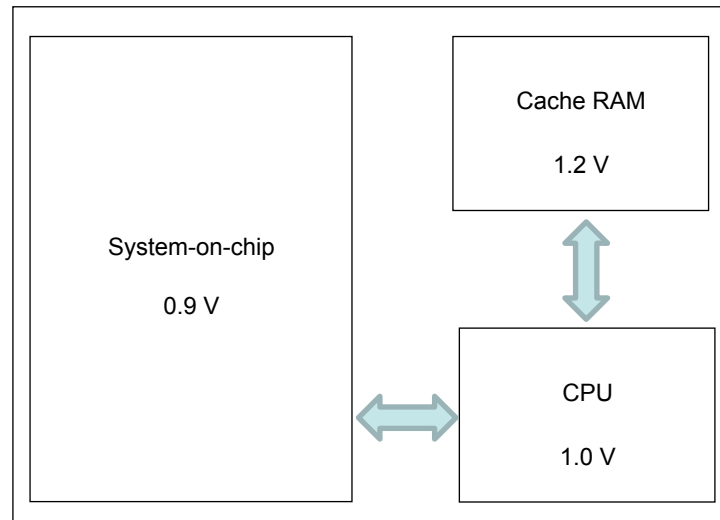 System-on-chip
0.9 V
Cache RAM
1.2 V
CPU
1.0 V